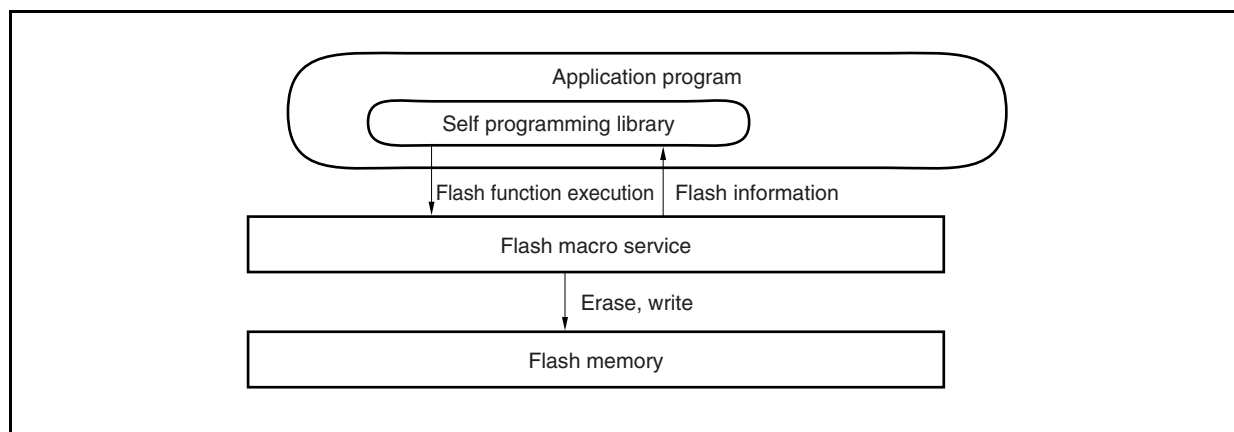 Application program
Self programming library
Flash function execution
Flash information
Flash macro service
Erase, write
Flash memory